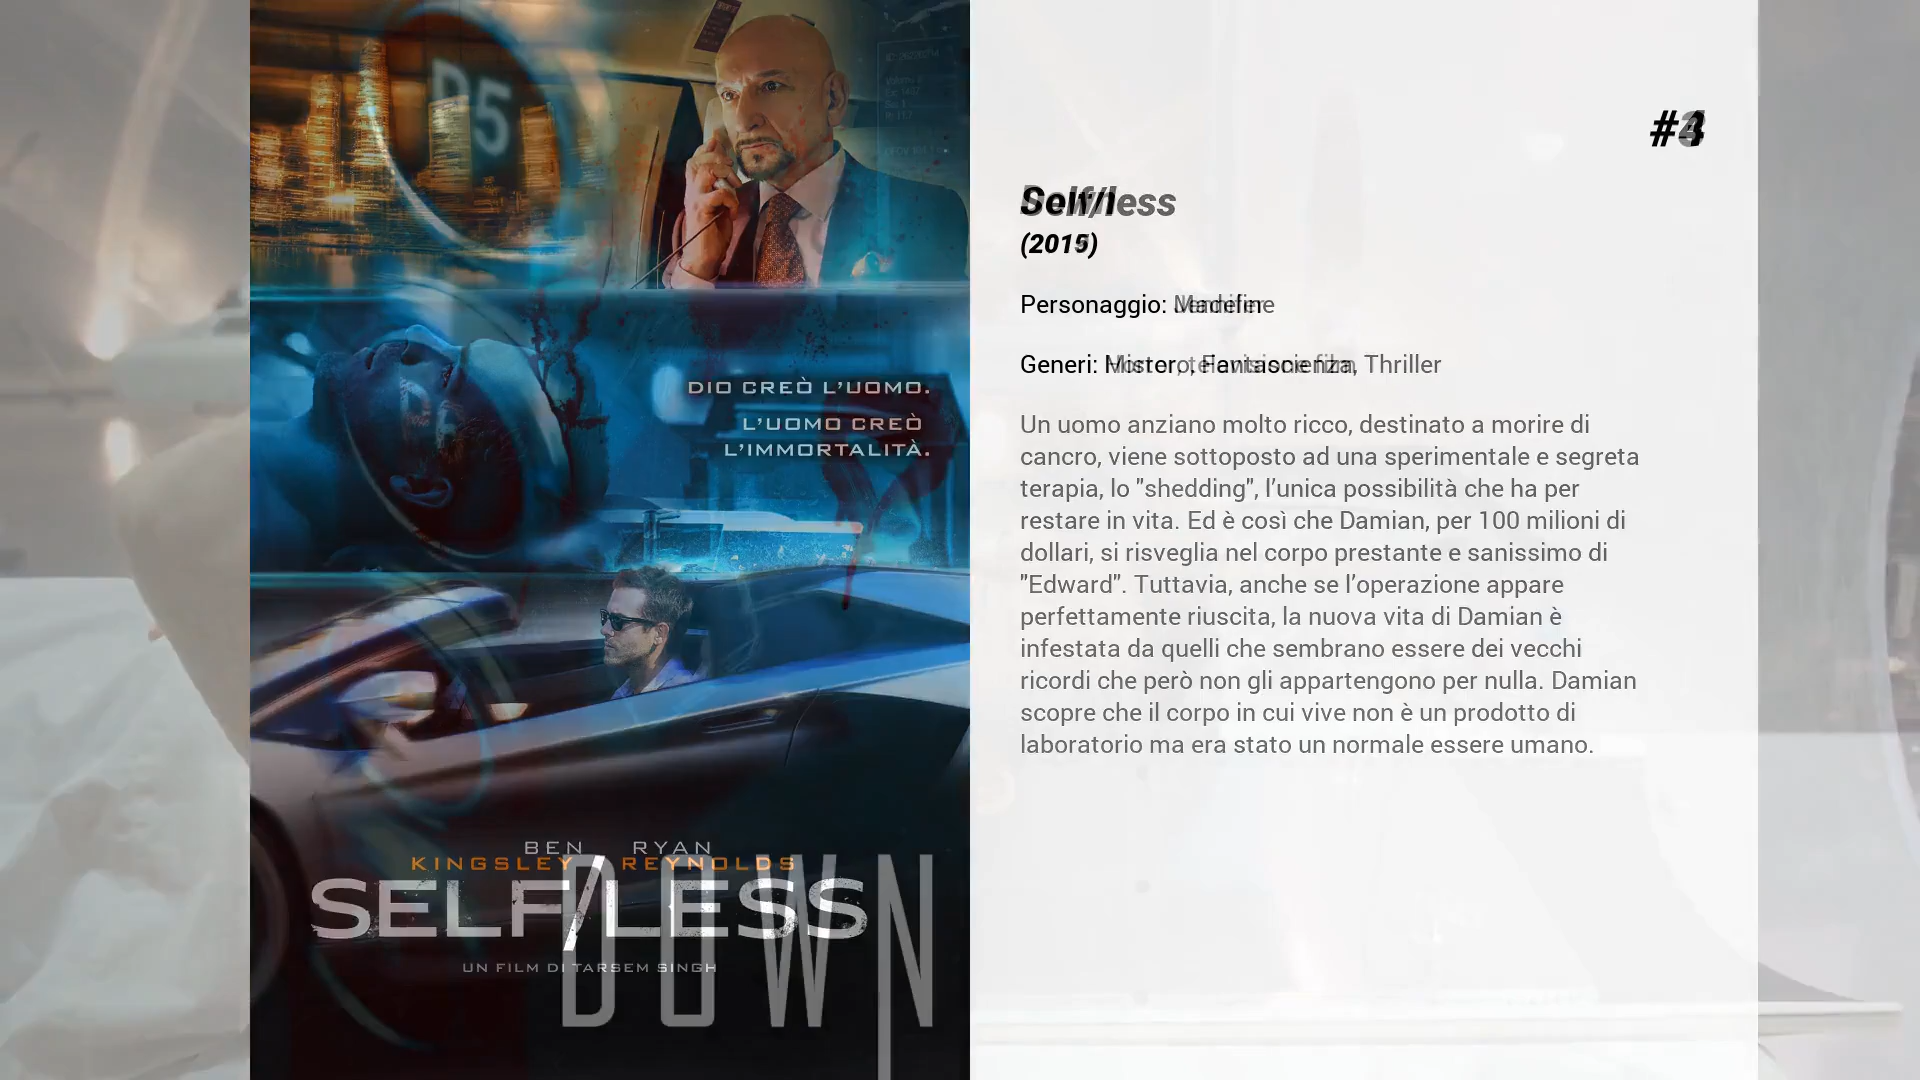 D5
DIO CREÒ L'UOMO.
L'UOMO CREÒ
L'IMMORTALITÀ.
BEN RYAN
KINGSLEY REYNOLDS
SELF/LESS
UN FILM DI TARSEM SINGH
DOWN
Self/less
(2015)
Personaggio:
Generi: Mistero, Fantascienza, Thriller
Un uomo anziano molto ricco, destinato a morire di
cancro, viene sottoposto ad una sperimentale e segreta
terapia, lo "shedding", l’unica possibilità che ha per
restare in vita. Ed è così che Damian, per 100 milioni di
dollari, si risveglia nel corpo prestante e sanissimo di
"Edward". Tuttavia, anche se l’operazione appare
perfettamente riuscita, la nuova vita di Damian è
infestata da quelli che sembrano essere dei vecchi
ricordi che però non gli appartengono per nulla. Damian
scopre che il corpo in cui vive non è un prodotto di
laboratorio ma era stato un normale essere umano.